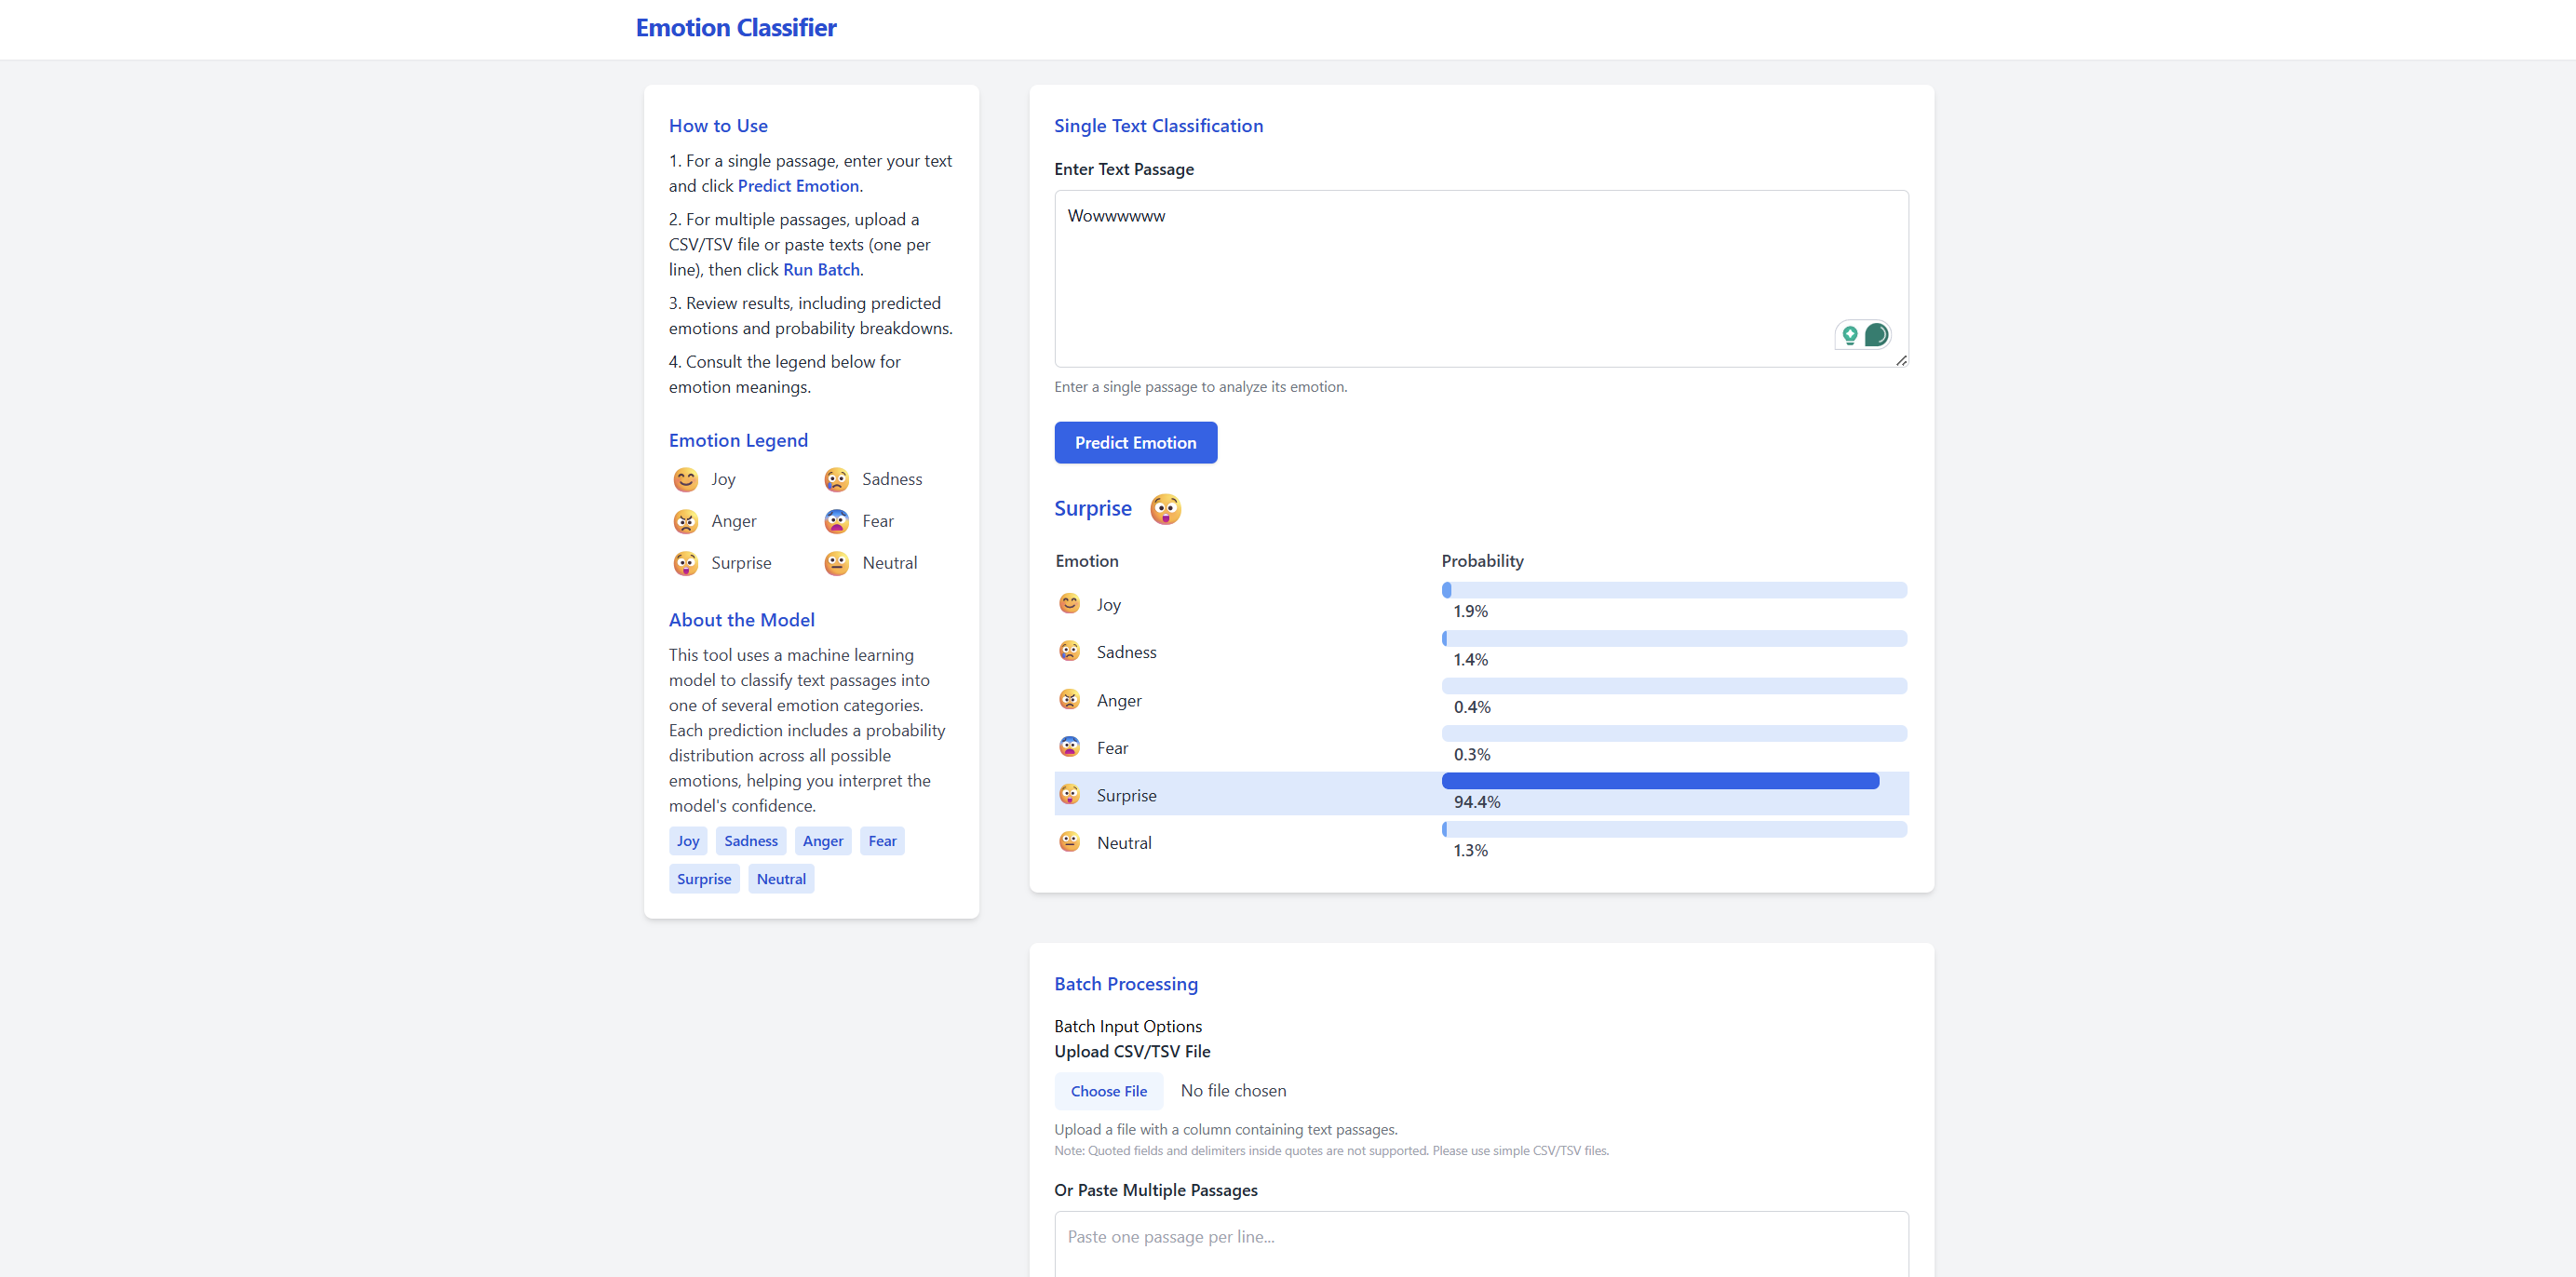 Emotion Classifier
How to Use
1. For a single passage, enter your text
and click Predict Emotion.
2. For multiple passages, upload a
CSV/TSV file or paste texts (one per
line), then click Run Batch.
3. Review results, including predicted
emotions and probability breakdowns.
4. Consult the legend below for
emotion meanings.
Emotion Legend
Joy Sadness
Anger Fear
Surprise Neutral
About the Model
This tool uses a machine learning
model to classify text passages into
one of several emotion categories.
Each prediction includes a probability
distribution across all possible
emotions, helping you interpret the
model's confidence.
Joy Sadness Anger Fear
Surprise Neutral
Single Text Classification
Enter Text Passage
Wowwwwww
Enter a single passage to analyze its emotion.
Predict Emotion
Surprise
Emotion Probability
Joy 1.9%
Sadness 1.4%
Anger 0.4%
Fear 0.3%
Surprise 94.4%
Neutral 1.3%
Batch Processing
Batch Input Options
Upload CSV/TSV File
Choose File No file chosen
Upload a file with a column containing text passages.
Note: Quoted fields and delimiters inside quotes are not supported. Please use simple CSV/TSV files.
Or Paste Multiple Passages
Paste one passage per line...